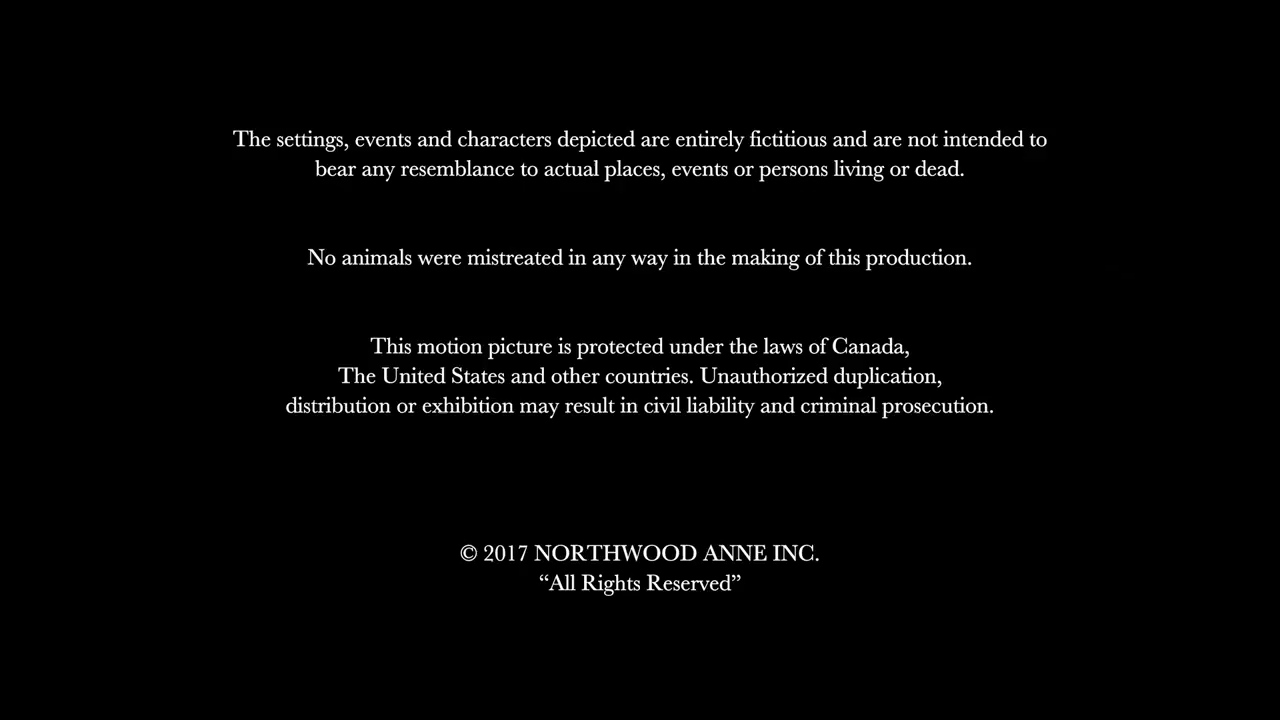 The settings, events and characters depicted are entirely fictitious and are not intended to
bear any resemblance to actual places, events or persons living or dead.
No animals were mistreated in any way in the making of this production.
This motion picture is protected under the laws of Canada,
The United States and other countries. Unauthorized duplication,
distribution or exhibition may result in civil liability and criminal prosecution.
© 2017 NORTHWOOD ANNE INC.
“All Rights Reserved”